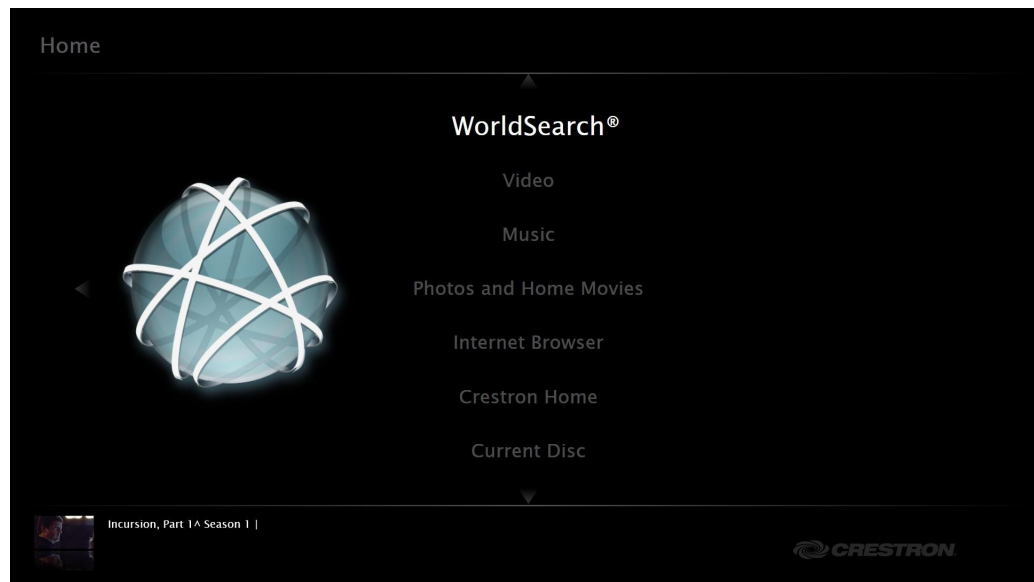 Home
WorldSearch®
Video
Music
Photos and Home Movies
Internet Browser
Crestron Home
Current Disc
Incursion, Part 1^ Season 1 |
CRESTRON.